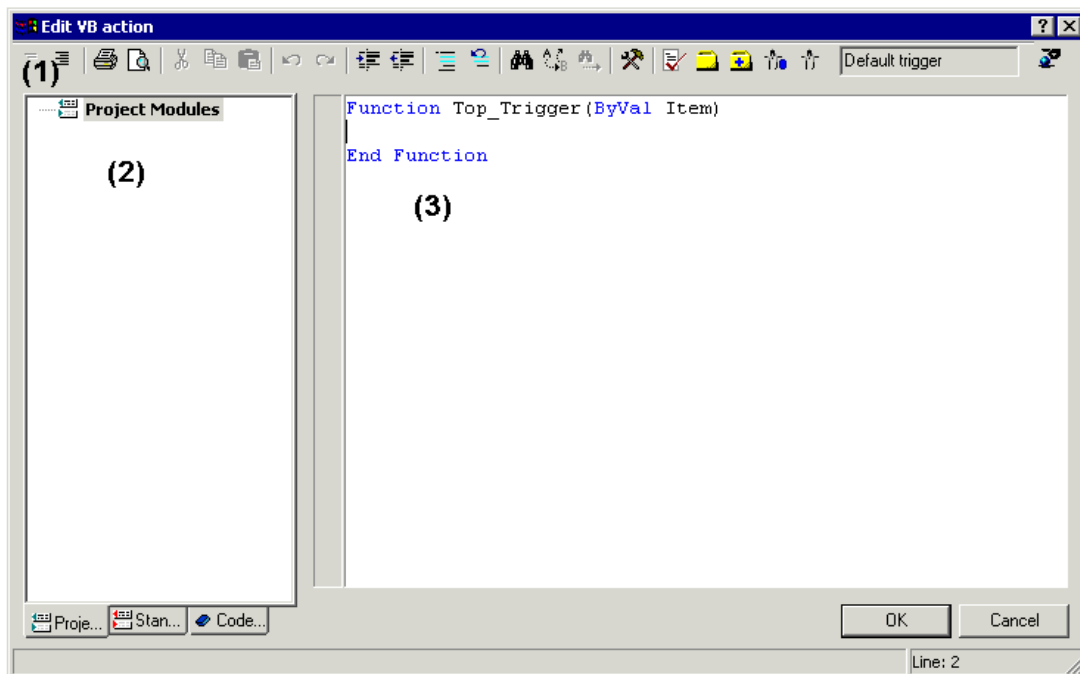 Edit VB action
(1)
Default trigger
Project Modules
(2)
Function Top_Trigger(ByVal Item)
End Function
(3)
Proje...
Stan...
Code...
OK
Cancel
Line: 2